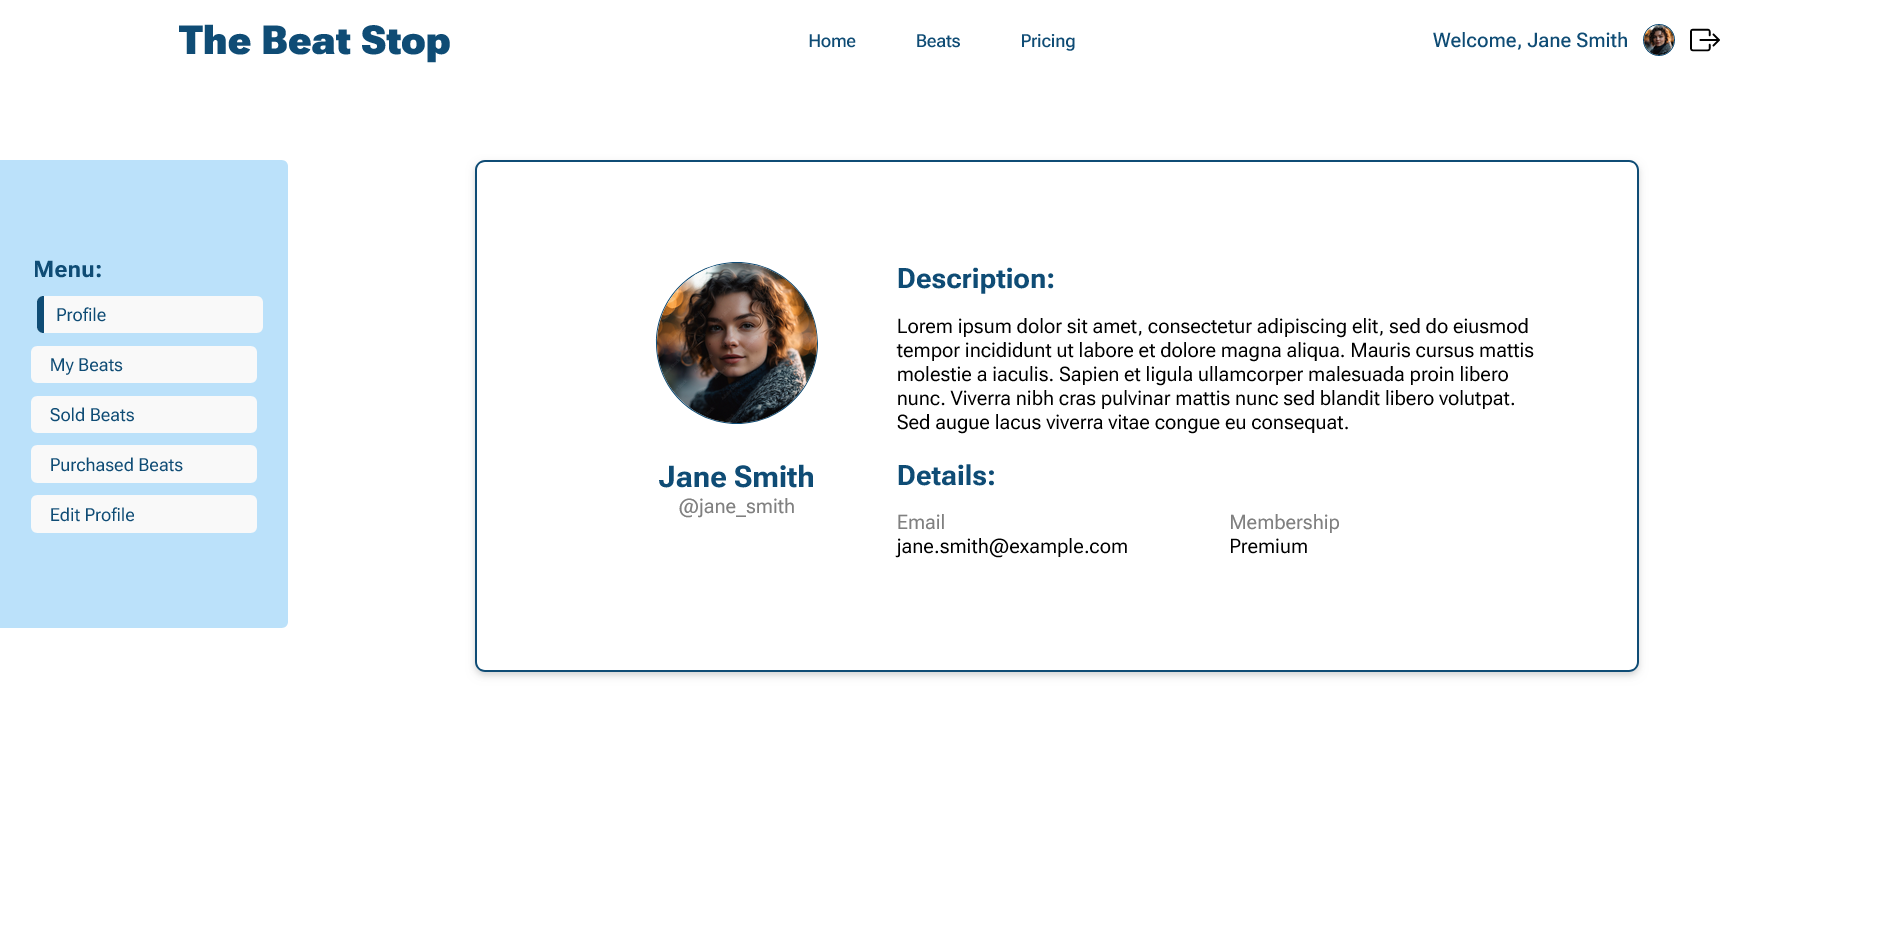 The Beat Stop
Home
Beats
Pricing
Welcome, Jane Smith
Menu:
Profile
My Beats
Sold Beats
Purchased Beats
Edit Profile
Jane Smith
@jane_smith
Description:
Lorem ipsum dolor sit amet, consectetur adipiscing elit, sed do eiusmod
tempor incididunt ut labore et dolore magna aliqua. Mauris cursus mattis
molestie a iaculis. Sapien et ligula ullamcorper malesuada proin libero
nunc. Viverra nibh cras pulvinar mattis nunc sed blandit libero volutpat.
Sed augue lacus viverra vitae congue eu consequat.
Details:
Email
jane.smith@example.com
Membership
Premium